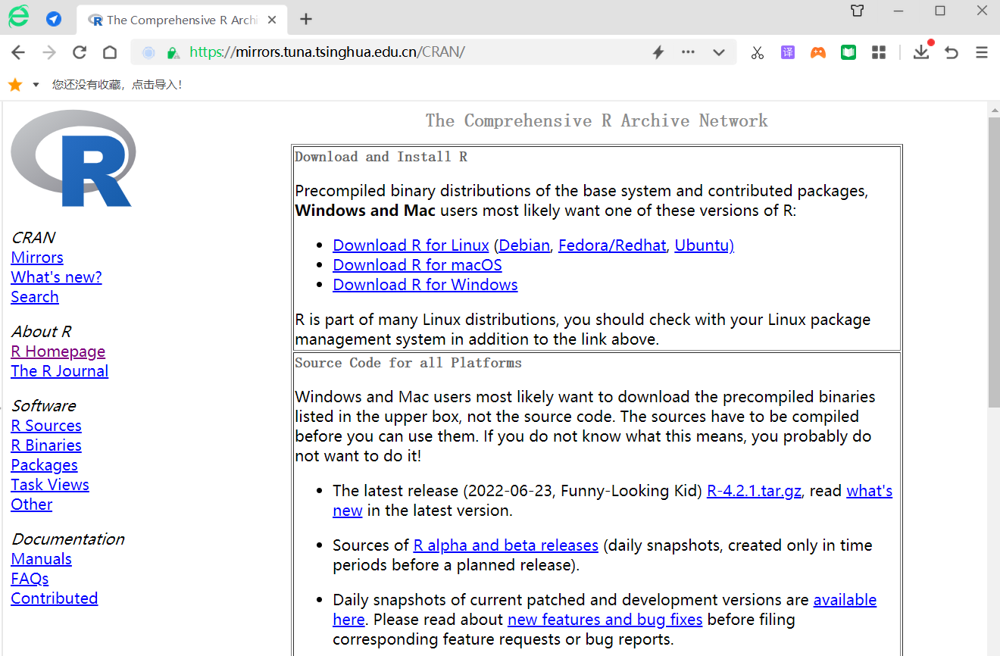 The Comprehensive R Archi
https://mirrors.tuna.tsinghua.edu.cn/CRAN/
译
您还没有收藏，点击导入！
R
CRAN
Mirrors
What's new?
Search
About R
R Homepage
The R Journal
Software
R Sources
R Binaries
Packages
Task Views
Other
Documentation
Manuals
FAQs
Contributed
The Comprehensive R Archive Network
Download and Install R
Precompiled binary distributions of the base system and contributed packages,
Windows and Mac users most likely want one of these versions of R:
• Download R for Linux (Debian, Fedora/Redhat, Ubuntu)
• Download R for macOS
• Download R for Windows
R is part of many Linux distributions, you should check with your Linux package
management system in addition to the link above.
Source Code for all Platforms
Windows and Mac users most likely want to download the precompiled binaries
listed in the upper box, not the source code. The sources have to be compiled
before you can use them. If you do not know what this means, you probably do
not want to do it!
• The latest release (2022-06-23, Funny-Looking Kid) R-4.2.1.tar.gz, read what's
new in the latest version.
• Sources of R alpha and beta releases (daily snapshots, created only in time
periods before a planned release).
• Daily snapshots of current patched and development versions are available
here. Please read about new features and bug fixes before filing
corresponding feature requests or bug reports.